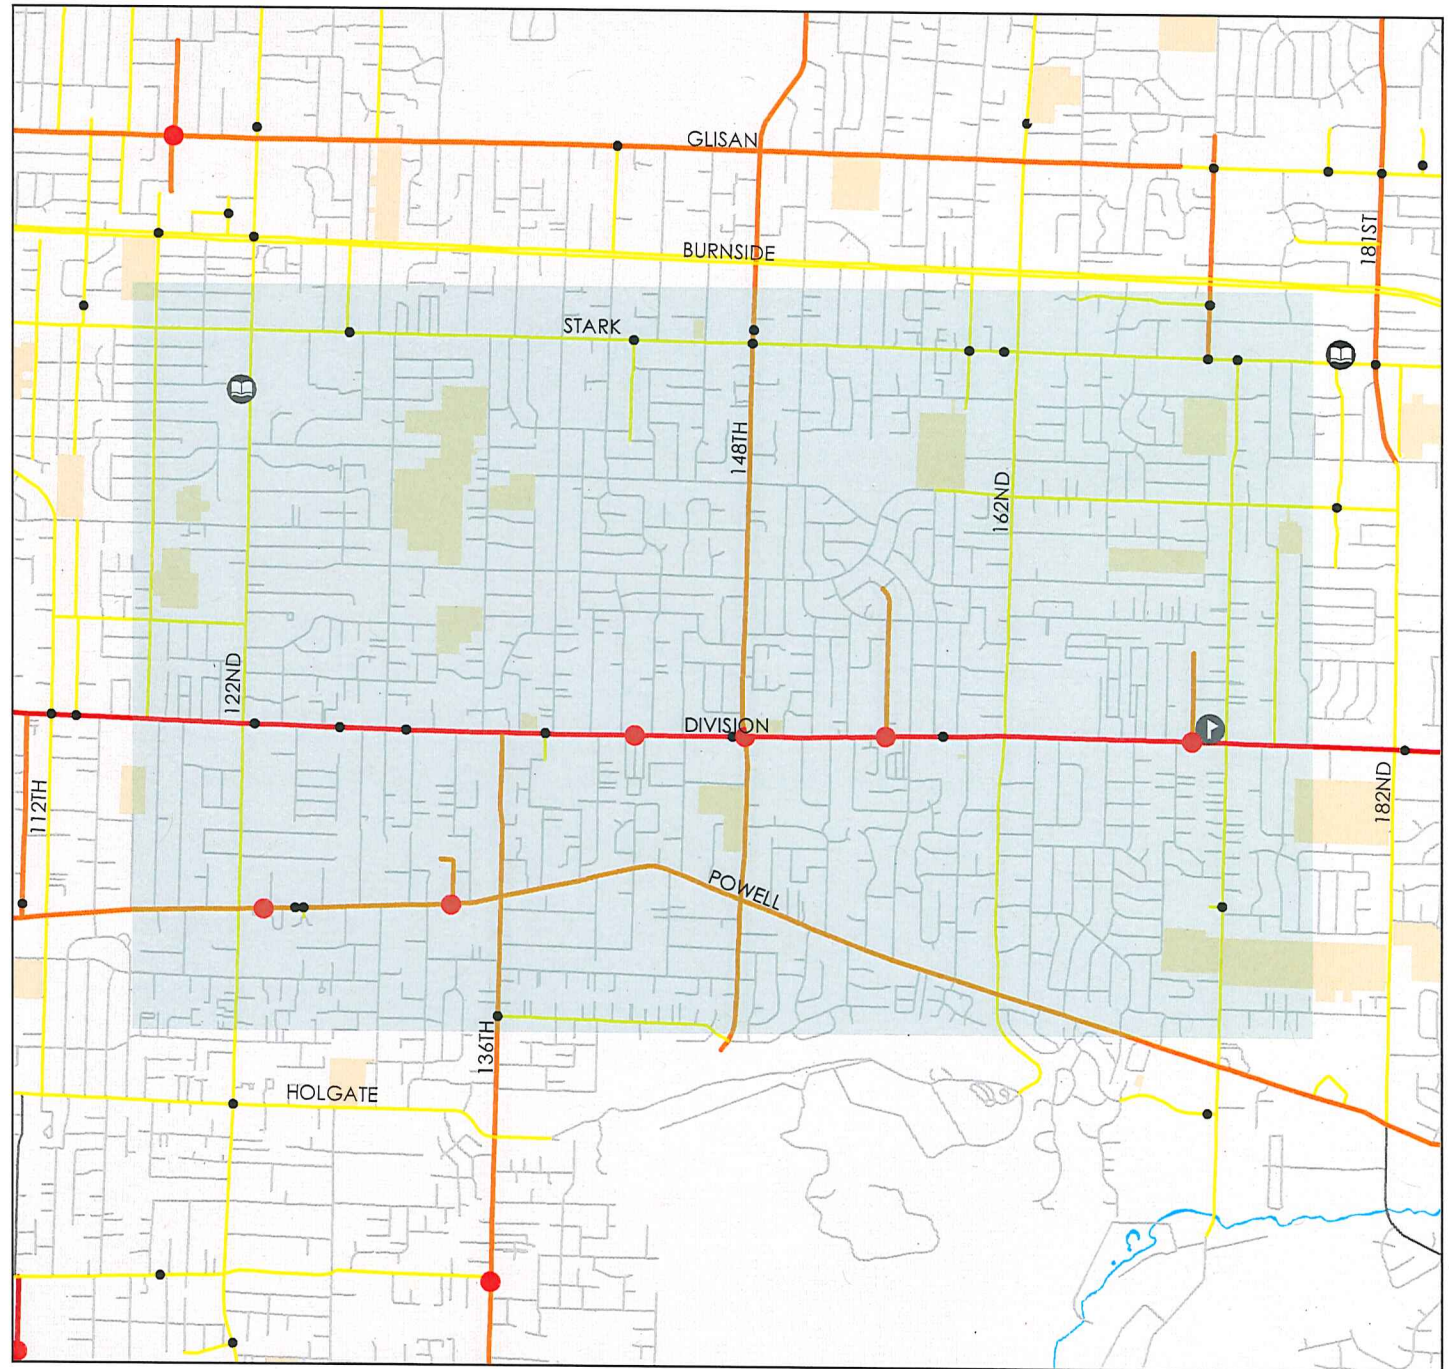 GLISAN
BURNSIDE
181ST
STARK
148TH
162ND
122ND
DIVISION
112TH
182ND
POWELL
136TH
HOLGATE